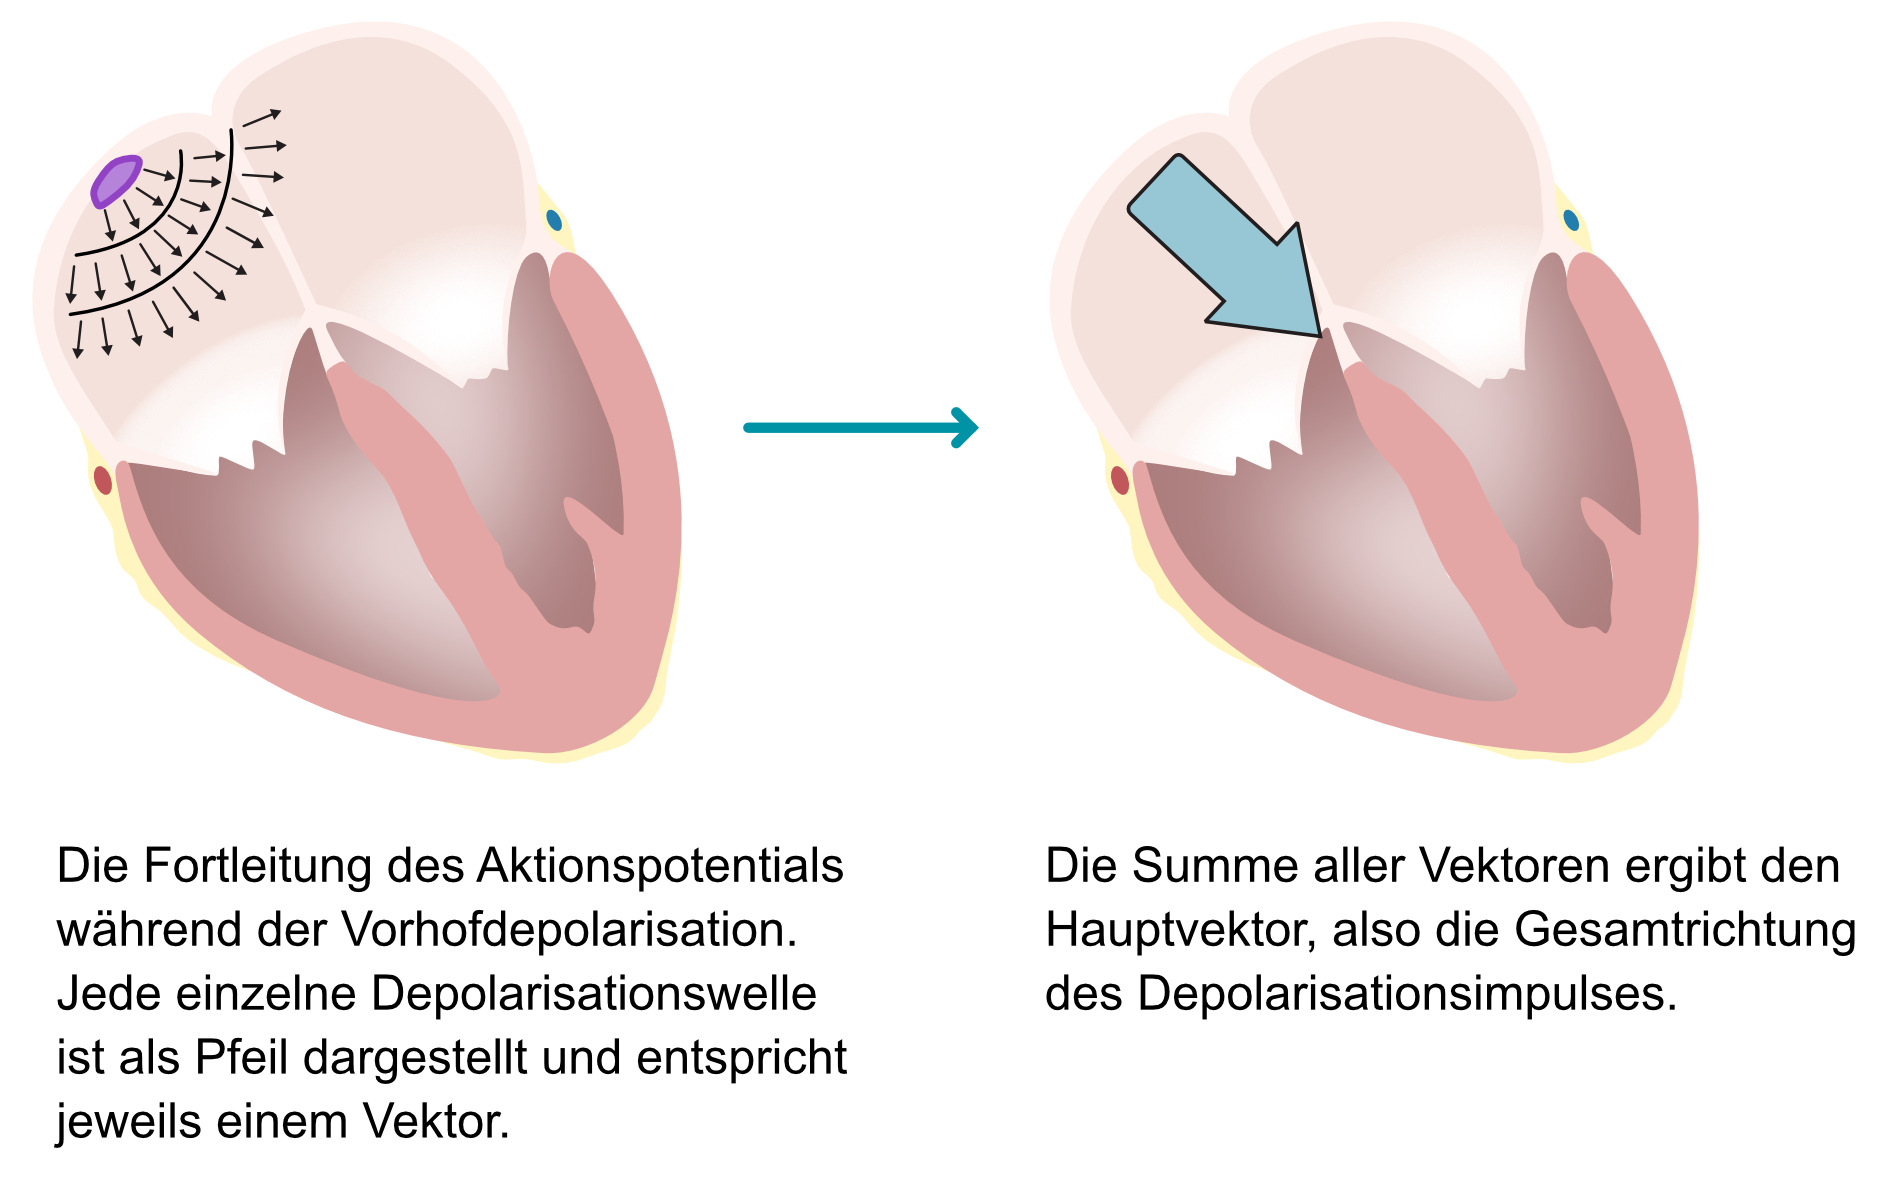 Die Fortleitung des Aktionspotentials
während der Vorhofdepolarisation.
Jede einzelne Depolarisationswelle
ist als Pfeil dargestellt und entspricht
jeweils einem Vektor.
Die Summe aller Vektoren ergibt den
Hauptvektor, also die Gesamtrichtung
des Depolarisationsimpulses.